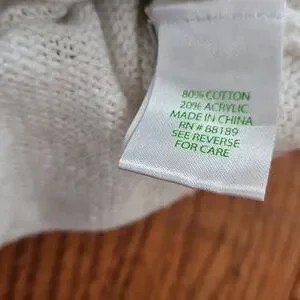 80% COTTON
20% ACRYLIC
MADE IN CHINA
RN # 88189
SEE REVERSE
FOR CARE